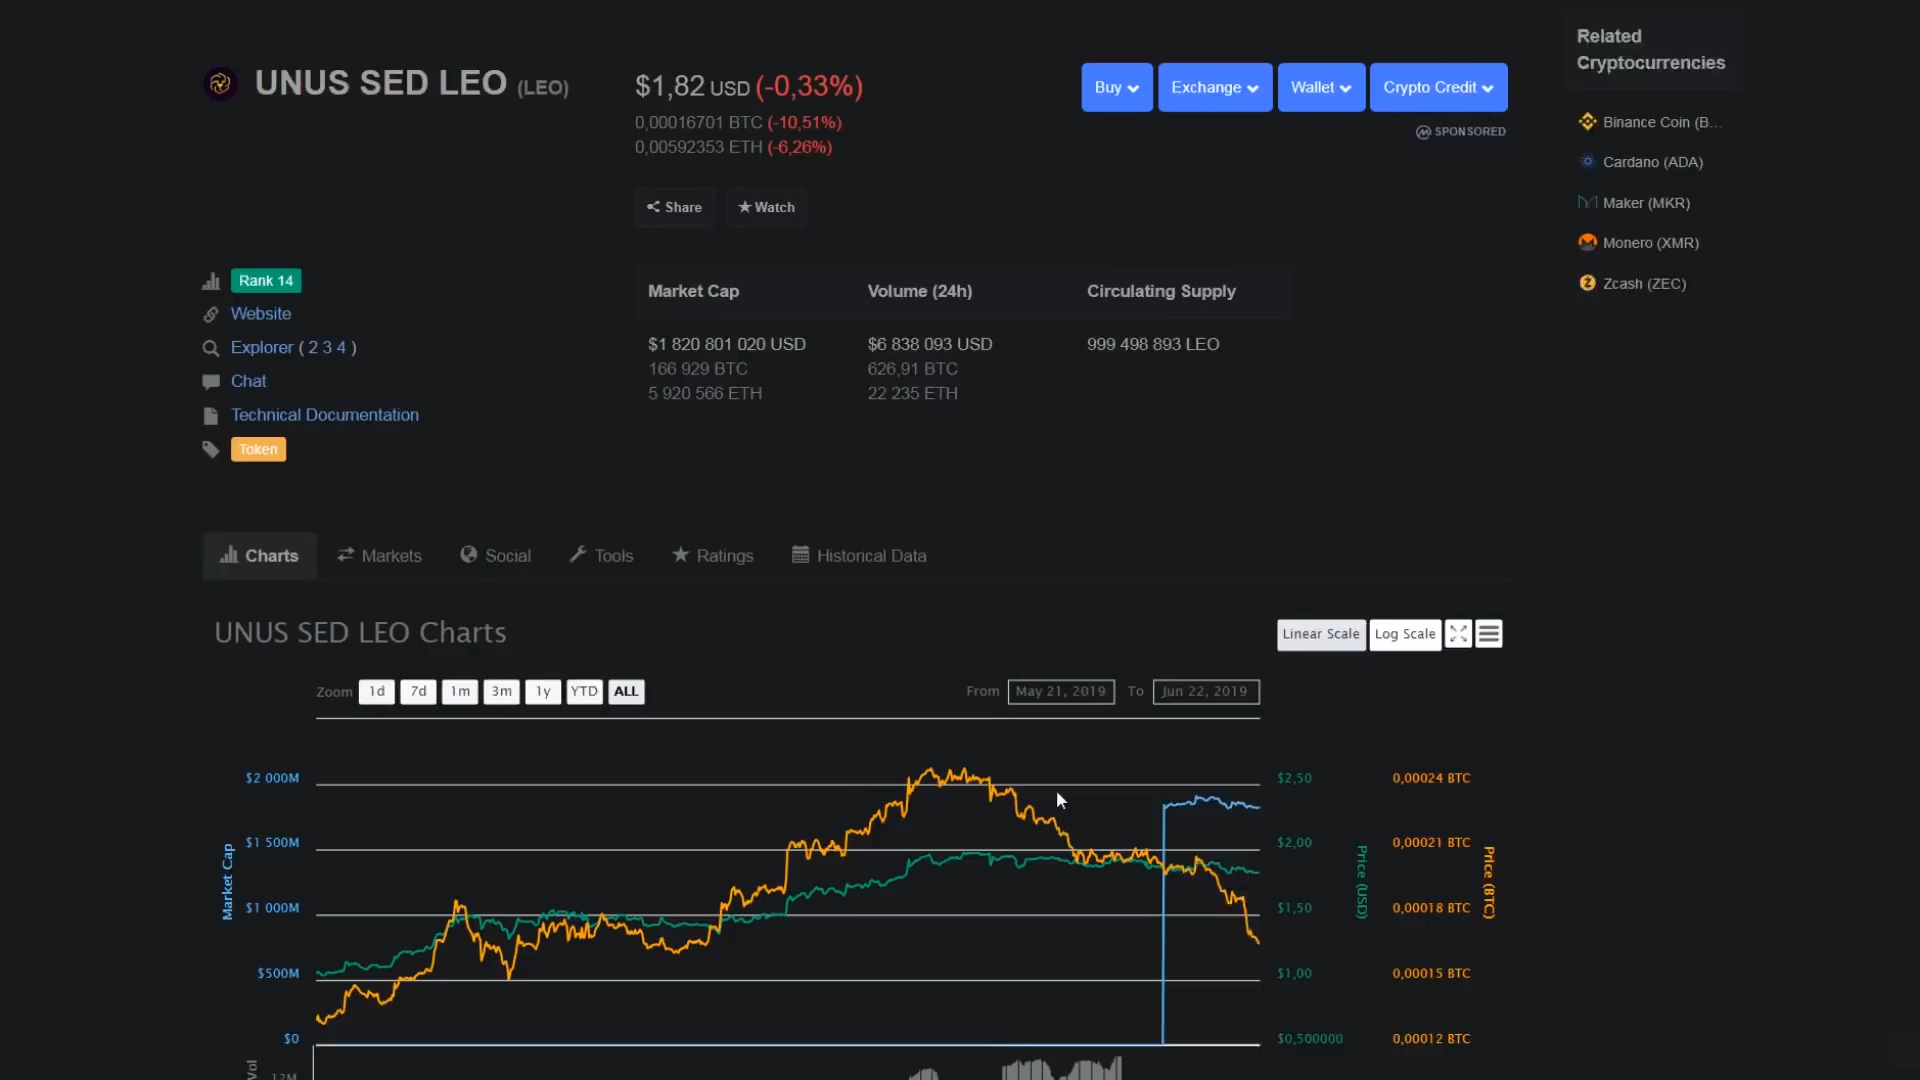 UNUS SED LEO (LEO)
$1,82 USD (-0,33%)
0,00016701 BTC (-10,51%)
0,00592353 ETH (-6,26%)
Buy
Exchange
Wallet
Crypto Credit
SPONSORED
Share
Watch
Related
Cryptocurrencies
Binance Coin (B...
Cardano (ADA)
Maker (MKR)
Monero (XMR)
Zcash (ZEC)
Rank 14
Website
Explorer ( 2 3 4 )
Chat
Technical Documentation
Token
Market Cap Volume (24h) Circulating Supply
$1 820 801 020 USD $6 838 093 USD 999 498 893 LEO
166 929 BTC 626,91 BTC
5 920 566 ETH 22 235 ETH
Charts Markets Social Tools Ratings Historical Data
UNUS SED LEO Charts
Linear Scale Log Scale
Zoom 1d 7d 1m 3m 1y YTD ALL
From May 21, 2019 To Jun 22, 2019
$2 000M $2,50 0,00024 BTC
$1 500M $2,00 0,00021 BTC
$1 000M $1,50 0,00018 BTC
$500M $1,00 0,00015 BTC
$0 $0,500000 0,00012 BTC
Market Cap
Price (USD)
Price (BTC)
Vol
12M